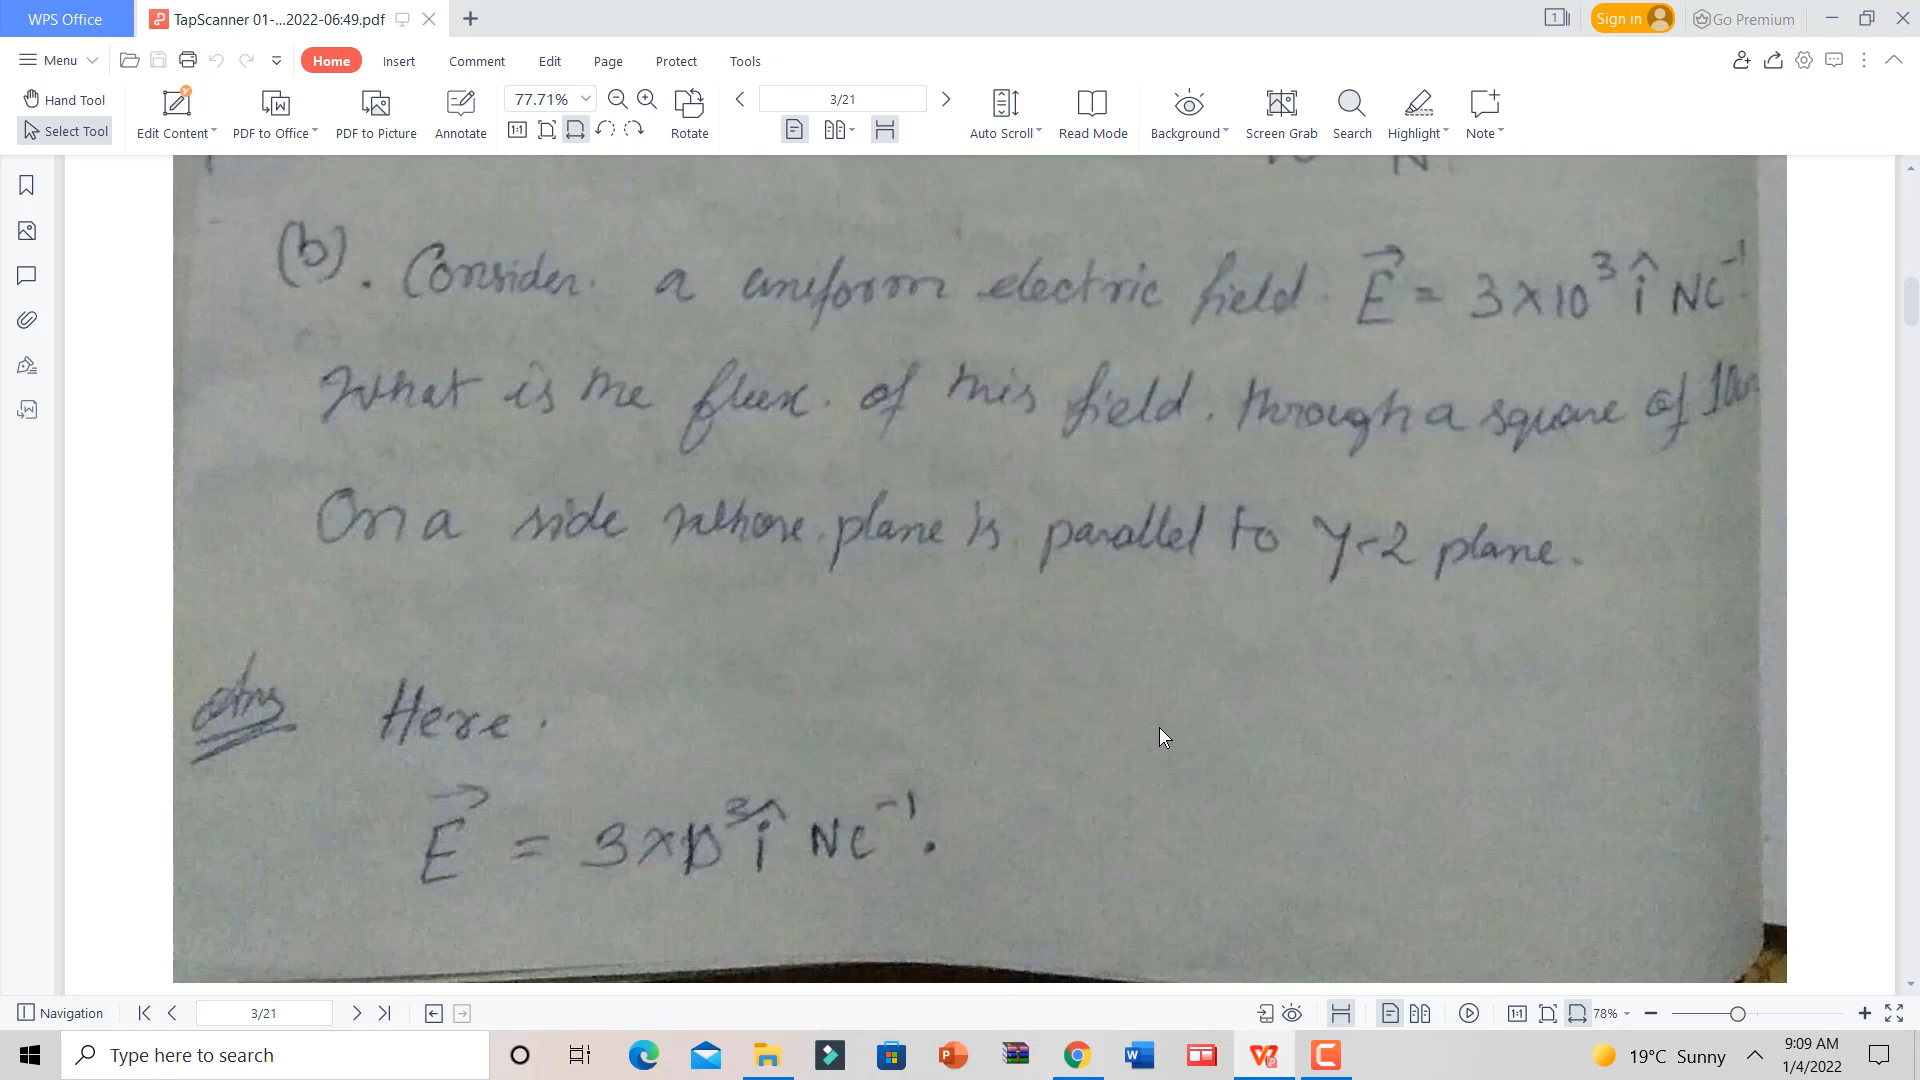 WPS Office
TapScanner 01-...2022-06:49.pdf
1
Sign in
Go Premium
Menu
Home
Insert
Comment
Edit
Page
Protect
Tools
Hand Tool
Select Tool
Edit Content
PDF to Office
PDF to Picture
Annotate
77.71%
1:1
Rotate
3/21
Auto Scroll
Read Mode
Background
Screen Grab
Search
Highlight
Note
(b). Consider. a uniform electric field. E⃗ = 3×10³ î NC⁻¹.
What is the flux. of this field. through a square of
On a side whose. plane is parallel to y-z plane.
Ans Here.
E⃗ = 3×10³ î NC⁻¹.
Navigation
3/21
1:1
78%
Type here to search
19°C Sunny
9:09 AM
1/4/2022